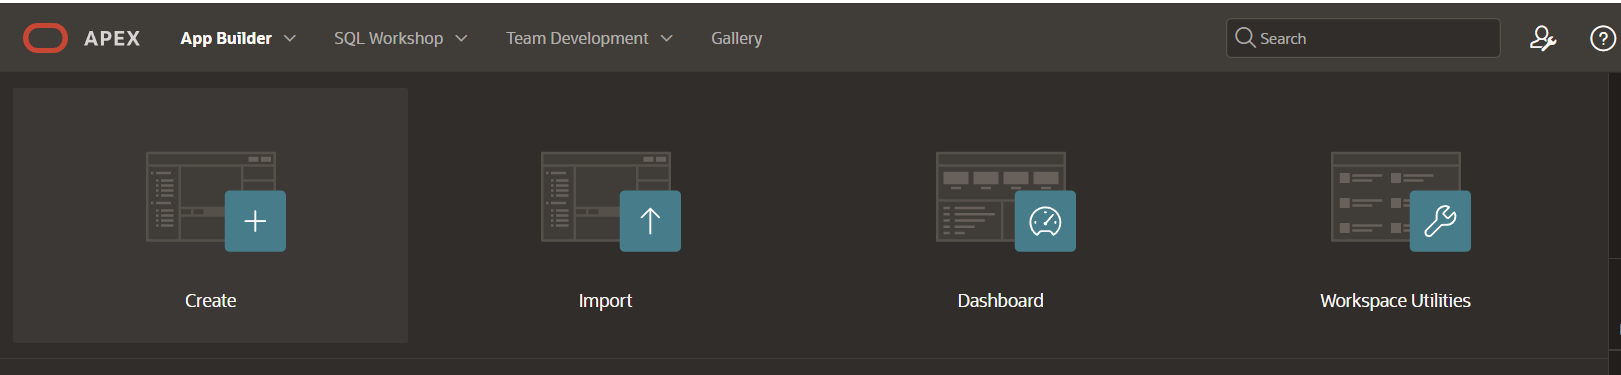 APEX
App Builder
SQL Workshop
Team Development
Gallery
Search
Create
Import
Dashboard
Workspace Utilities